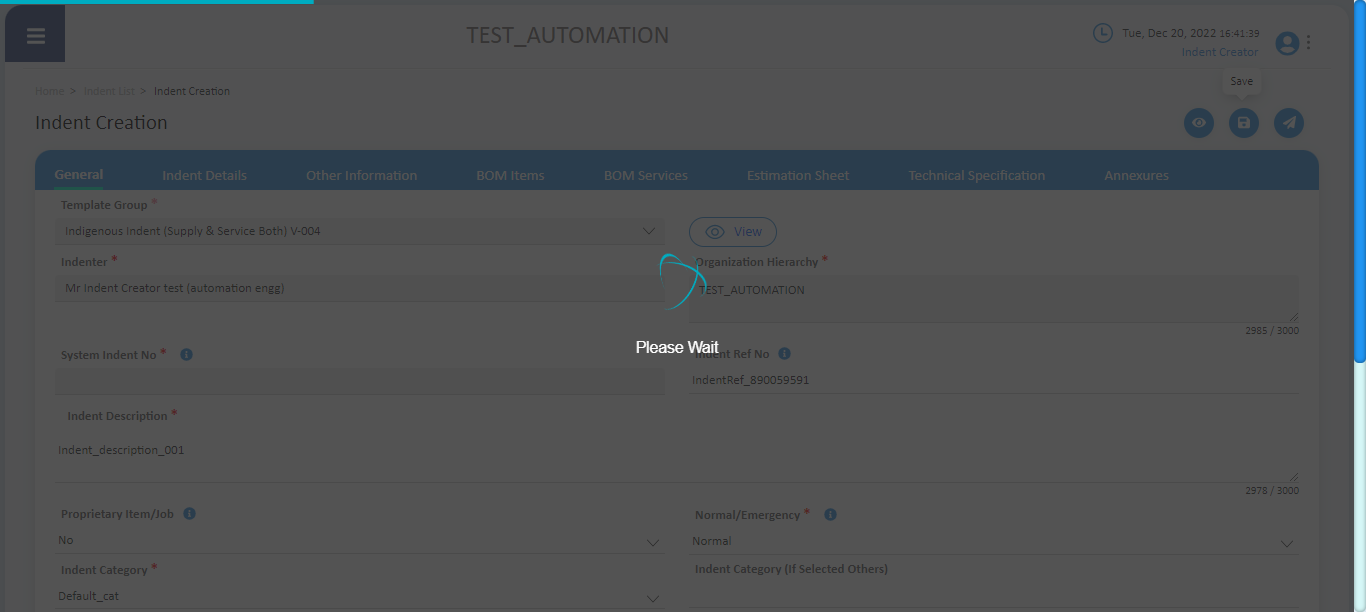 TEST_AUTOMATION
Tue, Dec 20, 2022 16:41:39
Indent Creator
Home > Indent List > Indent Creation
Save
Indent Creation
General Indent Details Other Information BOM Items BOM Services Estimation Sheet Technical Specification Annexures
Template Group *
Indigenous Indent (Supply & Service Both) V-004
View
Indenter *
Organization Hierarchy *
Mr Indent Creator test (automation engg)
TEST_AUTOMATION
2985 / 3000
Please Wait
System Indent No *
Indent Ref No
IndentRef_890059591
Indent Description *
Indent_description_001
2978 / 3000
Proprietary Item/Job
Normal/Emergency *
No
Normal
Indent Category *
Indent Category (If Selected Others)
Default_cat